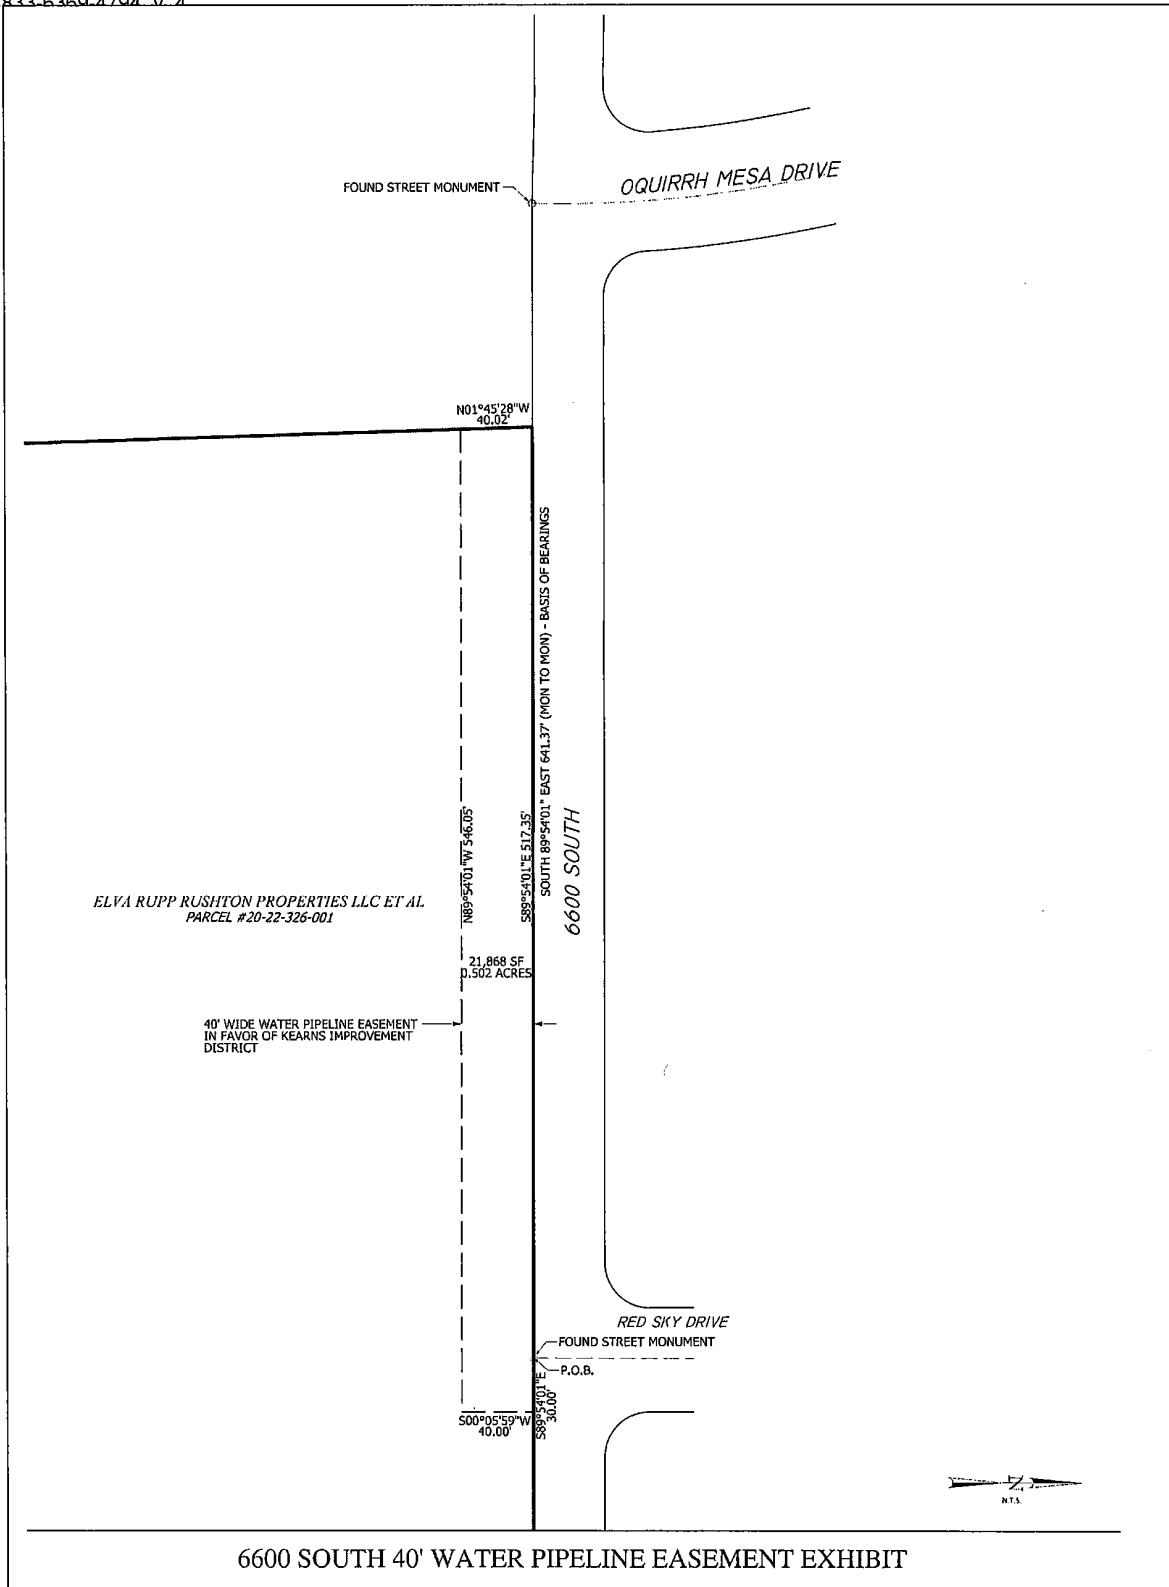 FOUND STREET MONUMENT
OQUIRRH MESA DRIVE
N01°45'28"W
40.02'
SOUTH 89°54'01" EAST 641.37' (MON TO MON) - BASIS OF BEARINGS
N89°54'01"W 546.05'
S89°54'01"E 517.35'
6600 SOUTH
ELVA RUPP RUSHTON PROPERTIES LLC ET AL
PARCEL #20-22-326-001
21,868 SF
0.502 ACRES
40' WIDE WATER PIPELINE EASEMENT
IN FAVOR OF KEARNS IMPROVEMENT
DISTRICT
RED SKY DRIVE
FOUND STREET MONUMENT
P.O.B.
S89°54'01"E
30.00'
S00°05'59"W
40.00'
N
N.T.S.
6600 SOUTH 40' WATER PIPELINE EASEMENT EXHIBIT